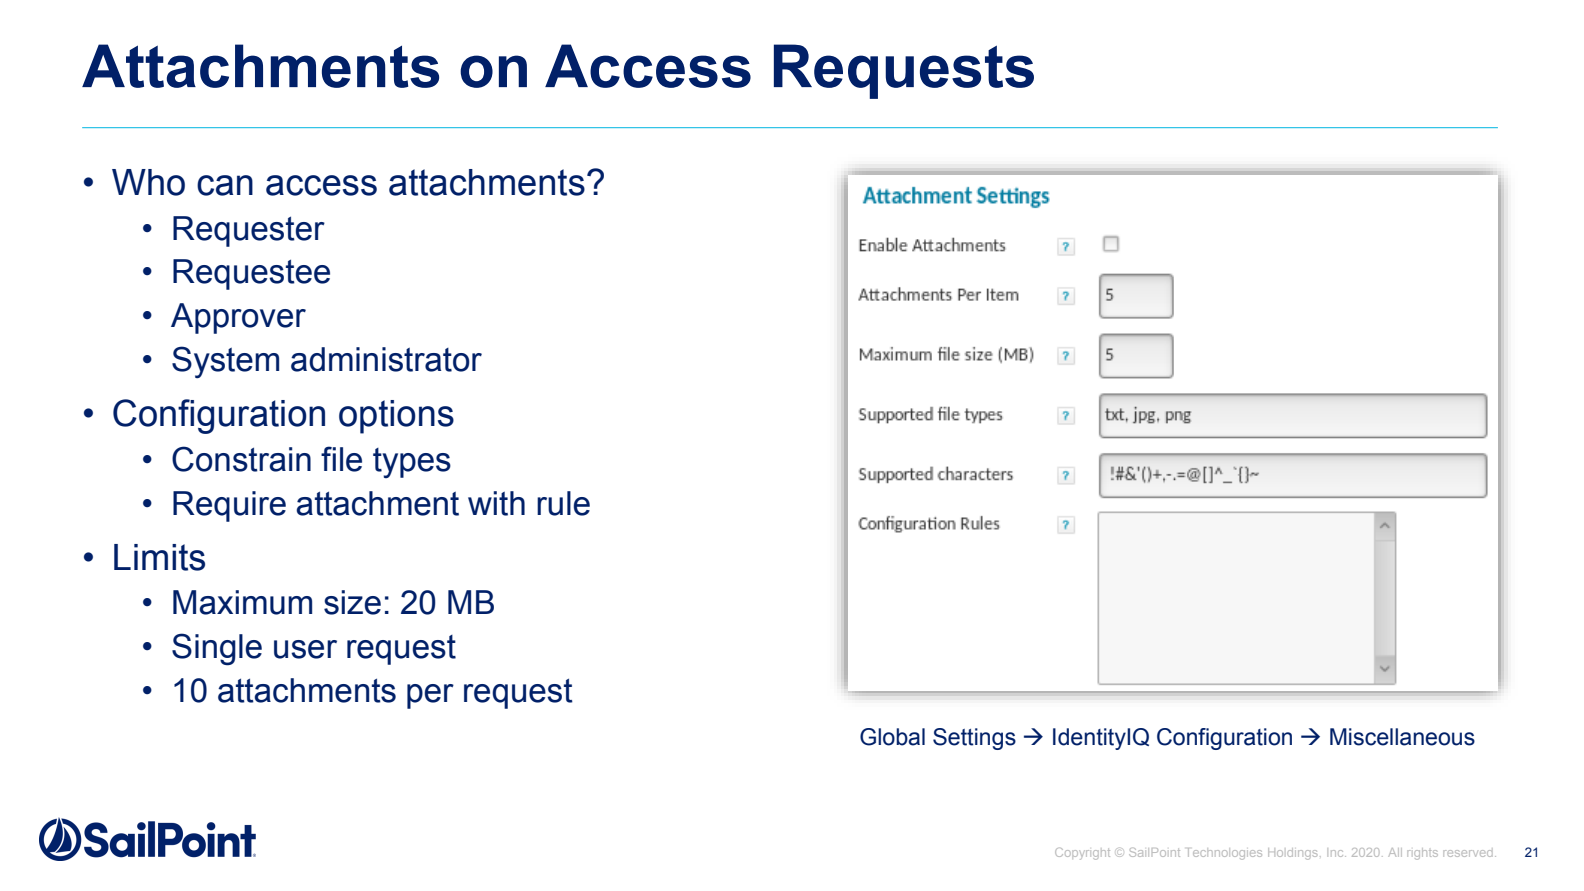 Attachments on Access Requests
• Who can access attachments?
• Requester
• Requestee
• Approver
• System administrator
• Configuration options
• Constrain file types
• Require attachment with rule
• Limits
• Maximum size: 20 MB
• Single user request
• 10 attachments per request
Attachment Settings
Enable Attachments ?
Attachments Per Item ? 5
Maximum file size (MB) ? 5
Supported file types ? txt, jpg, png
Supported characters ? !#&'()+,-.=@[]^_`{}~
Configuration Rules ?
Global Settings → IdentityIQ Configuration → Miscellaneous
SailPoint
Copyright © SailPoint Technologies Holdings, Inc. 2020. All rights reserved. 21